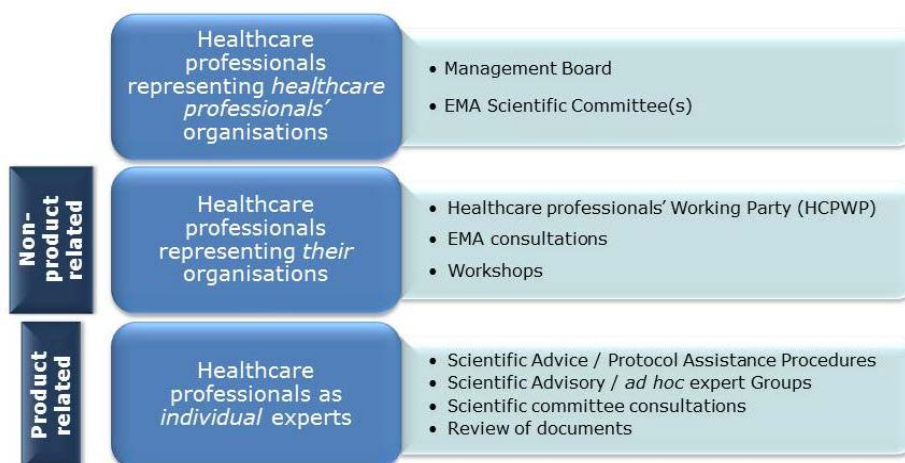 Healthcare
professionals
representing healthcare
professionals’
organisations
• Management Board
• EMA Scientific Committee(s)
Non-
product
related
Healthcare
professionals
representing their
organisations
• Healthcare professionals’ Working Party (HCPWP)
• EMA consultations
• Workshops
Product
related
Healthcare
professionals as
individual experts
• Scientific Advice / Protocol Assistance Procedures
• Scientific Advisory / ad hoc expert Groups
• Scientific committee consultations
• Review of documents